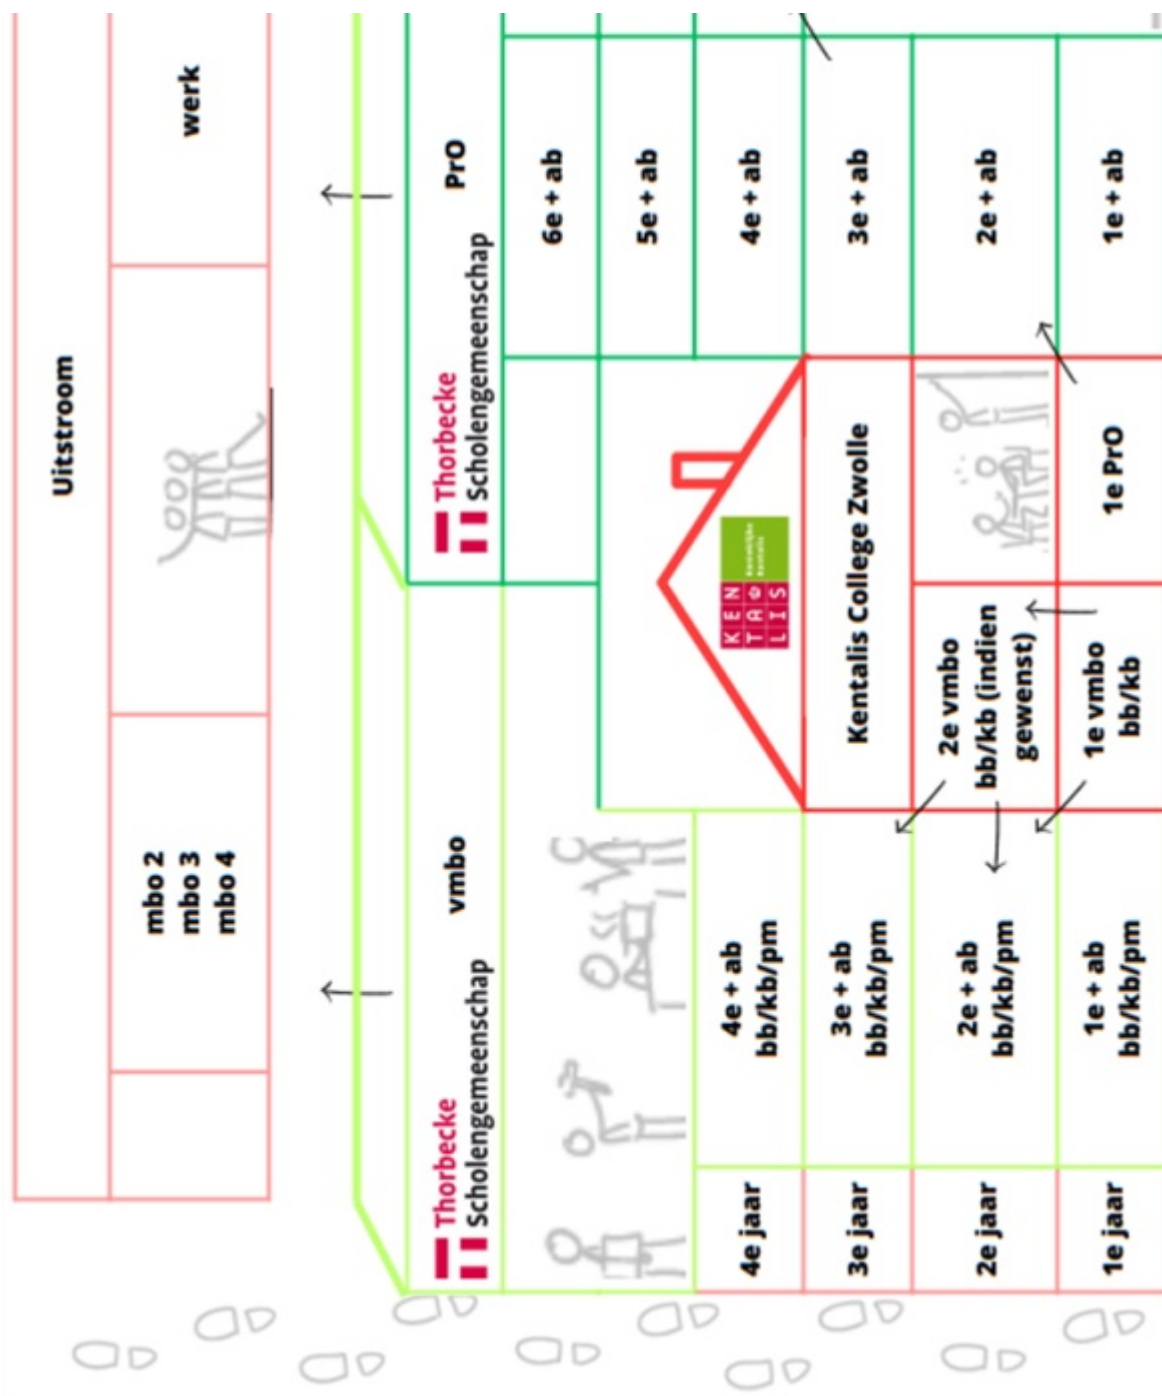 Uitstroom
mbo 2
mbo 3
mbo 4
werk
Thorbecke
Scholengemeenschap
vmbo
Thorbecke
Scholengemeenschap
PrO
6e + ab
5e + ab
4e jaar
4e + ab
bb/kb/pm
KEN
TA
LIS
Koninklijke
Kentalis
4e + ab
3e jaar
3e + ab
bb/kb/pm
Kentalis College Zwolle
3e + ab
2e jaar
2e + ab
bb/kb/pm
2e vmbo
bb/kb (indien
gewenst)
2e + ab
1e jaar
1e + ab
bb/kb/pm
1e vmbo
bb/kb
1e PrO
1e + ab